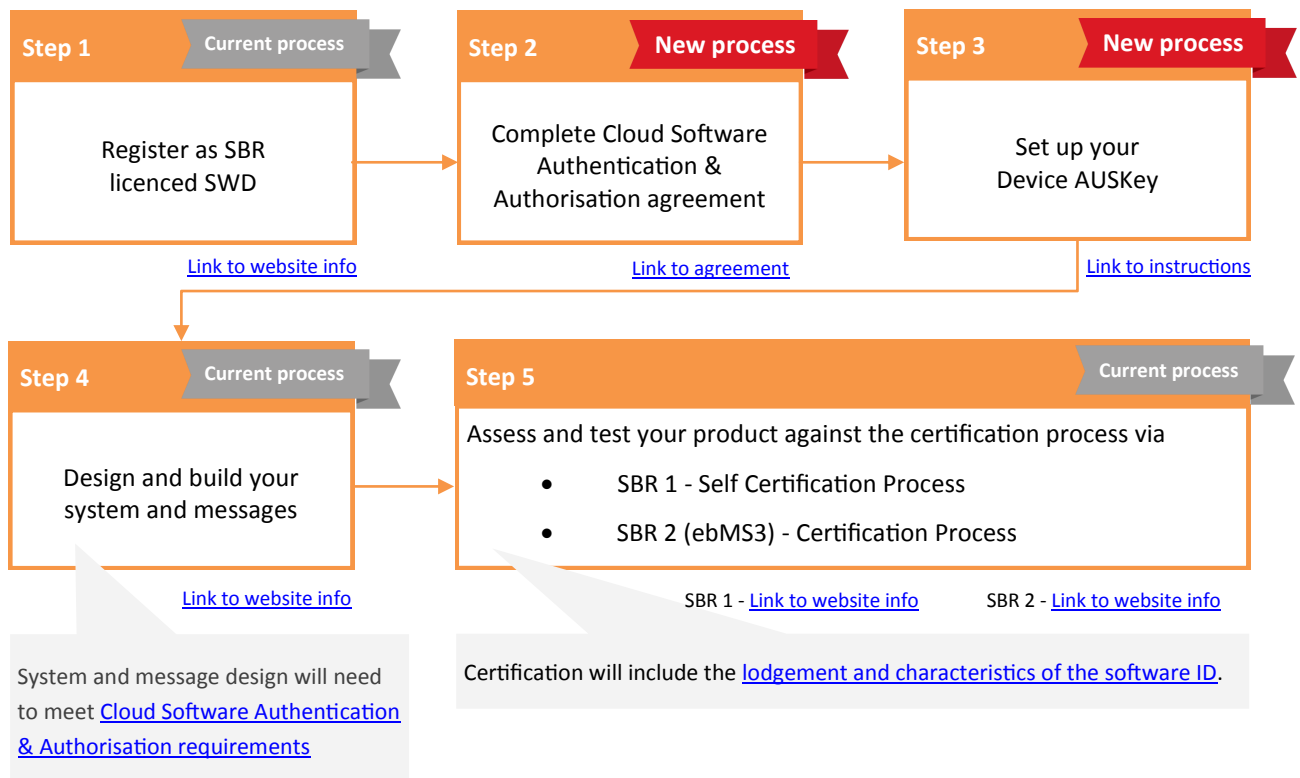 Step 1
Current process
Register as SBR
licenced SWD
Link to website info
Step 2
New process
Complete Cloud Software
Authentication &
Authorisation agreement
Link to agreement
Step 3
New process
Set up your
Device AUSKey
Link to instructions
Step 4
Current process
Design and build your
system and messages
Link to website info
System and message design will need
to meet Cloud Software Authentication
& Authorisation requirements
Step 5
Current process
Assess and test your product against the certification process via
• SBR 1 - Self Certification Process
• SBR 2 (ebMS3) - Certification Process
SBR 1 - Link to website info SBR 2 - Link to website info
Certification will include the lodgement and characteristics of the software ID.